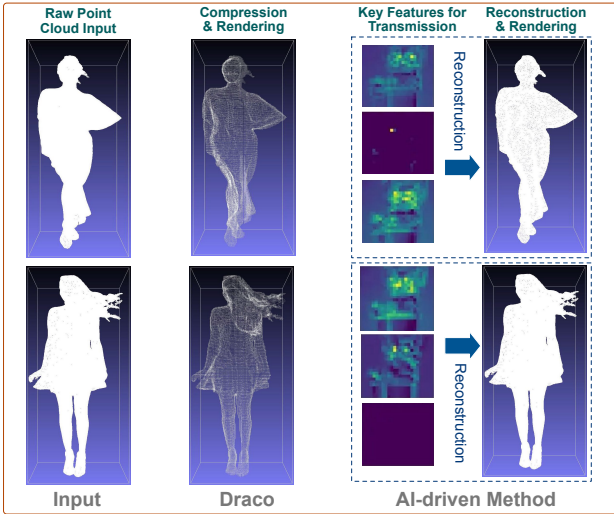 Raw Point
Cloud Input
Compression
& Rendering
Key Features for
Transmission
Reconstruction
& Rendering
Reconstruction
Reconstruction
Input
Draco
AI-driven Method